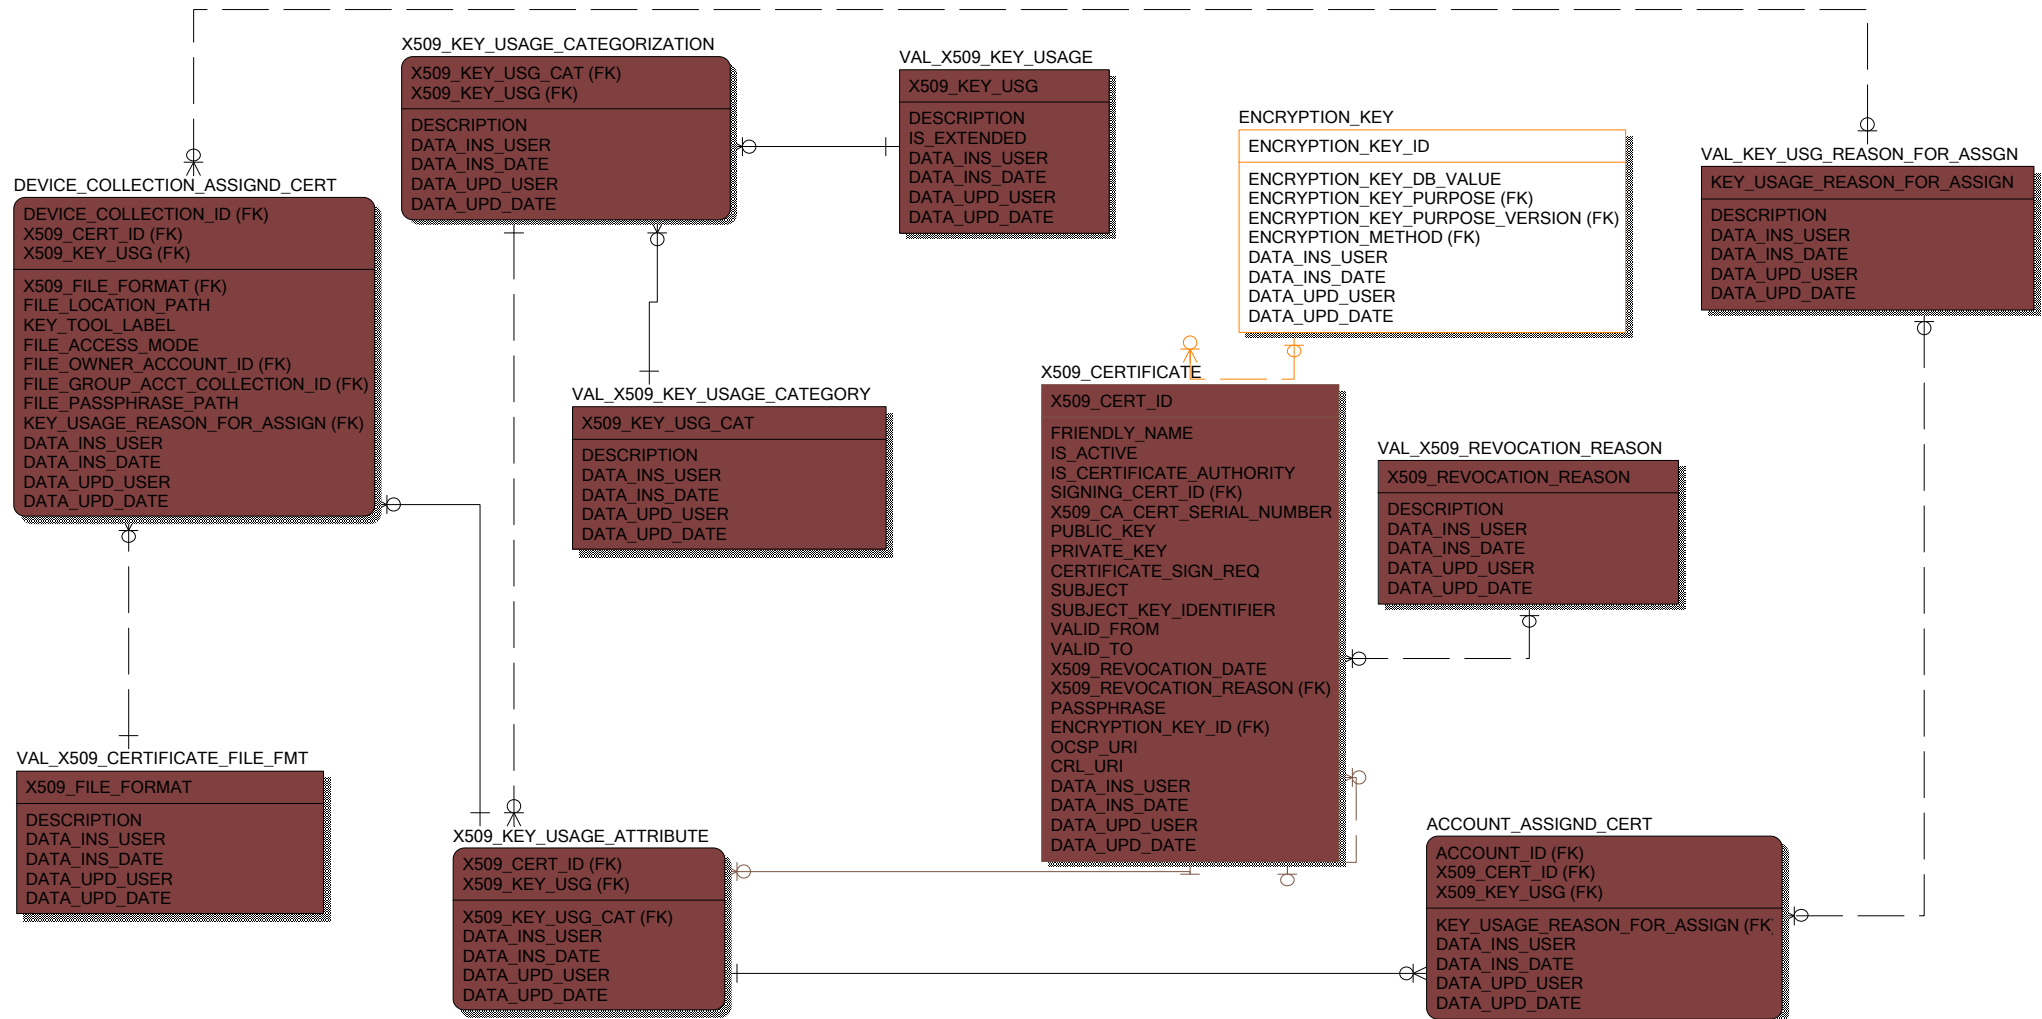 X509_KEY_USAGE_CATEGORIZATION
X509_KEY_USG_CAT (FK)
X509_KEY_USG (FK)
DESCRIPTION
DATA_INS_USER
DATA_INS_DATE
DATA_UPD_USER
DATA_UPD_DATE
VAL_X509_KEY_USAGE
X509_KEY_USG
DESCRIPTION
IS_EXTENDED
DATA_INS_USER
DATA_INS_DATE
DATA_UPD_USER
DATA_UPD_DATE
ENCRYPTION_KEY
ENCRYPTION_KEY_ID
ENCRYPTION_KEY_DB_VALUE
ENCRYPTION_KEY_PURPOSE (FK)
ENCRYPTION_KEY_PURPOSE_VERSION (FK)
ENCRYPTION_METHOD (FK)
DATA_INS_USER
DATA_INS_DATE
DATA_UPD_USER
DATA_UPD_DATE
VAL_KEY_USG_REASON_FOR_ASSGN
KEY_USAGE_REASON_FOR_ASSIGN
DESCRIPTION
DATA_INS_USER
DATA_INS_DATE
DATA_UPD_USER
DATA_UPD_DATE
DEVICE_COLLECTION_ASSIGND_CERT
DEVICE_COLLECTION_ID (FK)
X509_CERT_ID (FK)
X509_KEY_USG (FK)
X509_FILE_FORMAT (FK)
FILE_LOCATION_PATH
KEY_TOOL_LABEL
FILE_ACCESS_MODE
FILE_OWNER_ACCOUNT_ID (FK)
FILE_GROUP_ACCT_COLLECTION_ID (FK)
FILE_PASSPHRASE_PATH
KEY_USAGE_REASON_FOR_ASSIGN (FK)
DATA_INS_USER
DATA_INS_DATE
DATA_UPD_USER
DATA_UPD_DATE
VAL_X509_KEY_USAGE_CATEGORY
X509_KEY_USG_CAT
DESCRIPTION
DATA_INS_USER
DATA_INS_DATE
DATA_UPD_USER
DATA_UPD_DATE
X509_CERTIFICATE
X509_CERT_ID
FRIENDLY_NAME
IS_ACTIVE
IS_CERTIFICATE_AUTHORITY
SIGNING_CERT_ID (FK)
X509_CA_CERT_SERIAL_NUMBER
PUBLIC_KEY
PRIVATE_KEY
CERTIFICATE_SIGN_REQ
SUBJECT
SUBJECT_KEY_IDENTIFIER
VALID_FROM
VALID_TO
X509_REVOCATION_DATE
X509_REVOCATION_REASON (FK)
PASSPHRASE
ENCRYPTION_KEY_ID (FK)
OCSP_URI
CRL_URI
DATA_INS_USER
DATA_INS_DATE
DATA_UPD_USER
DATA_UPD_DATE
VAL_X509_REVOCATION_REASON
X509_REVOCATION_REASON
DESCRIPTION
DATA_INS_USER
DATA_INS_DATE
DATA_UPD_USER
DATA_UPD_DATE
VAL_X509_CERTIFICATE_FILE_FMT
X509_FILE_FORMAT
DESCRIPTION
DATA_INS_USER
DATA_INS_DATE
DATA_UPD_USER
DATA_UPD_DATE
X509_KEY_USAGE_ATTRIBUTE
X509_CERT_ID (FK)
X509_KEY_USG (FK)
X509_KEY_USG_CAT (FK)
DATA_INS_USER
DATA_INS_DATE
DATA_UPD_USER
DATA_UPD_DATE
ACCOUNT_ASSIGND_CERT
ACCOUNT_ID (FK)
X509_CERT_ID (FK)
X509_KEY_USG (FK)
KEY_USAGE_REASON_FOR_ASSIGN (FK)
DATA_INS_USER
DATA_INS_DATE
DATA_UPD_USER
DATA_UPD_DATE